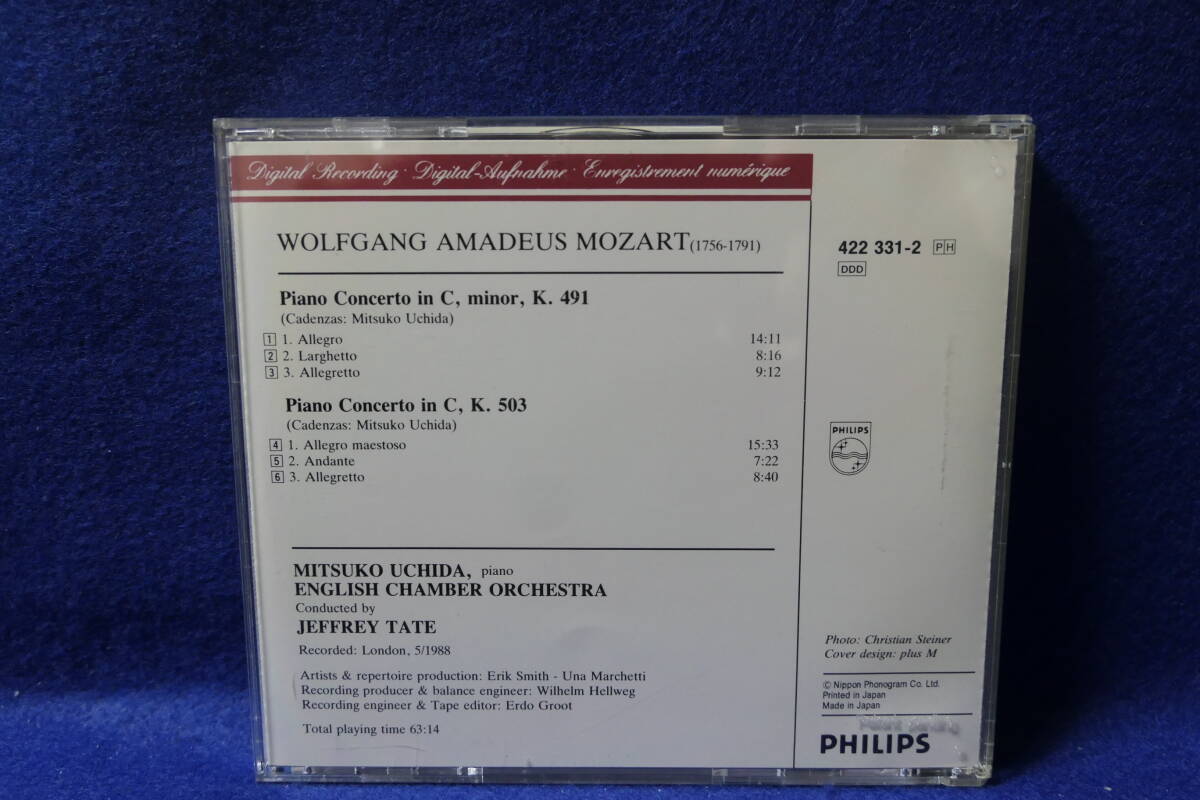 Digital Recording · Digital-Aufnahme · Enregistrement numérique
WOLFGANG AMADEUS MOZART (1756-1791)
Piano Concerto in C, minor, K. 491
(Cadenzas: Mitsuko Uchida)
1 1. Allegro 14:11
2 2. Larghetto 8:16
3 3. Allegretto 9:12
Piano Concerto in C, K. 503
(Cadenzas: Mitsuko Uchida)
4 1. Allegro maestoso 15:33
5 2. Andante 7:22
6 3. Allegretto 8:40
MITSUKO UCHIDA, piano
ENGLISH CHAMBER ORCHESTRA
Conducted by
JEFFREY TATE
Recorded: London, 5/1988
Artists & repertoire production: Erik Smith - Una Marchetti
Recording producer & balance engineer: Wilhelm Hellweg
Recording engineer & Tape editor: Erdo Groot
Total playing time 63:14
422 331-2 PH
DDD
PHILIPS
Photo: Christian Steiner
Cover design: plus M
© Nippon Phonogram Co. Ltd.
Printed in Japan
Made in Japan
PHILIPS